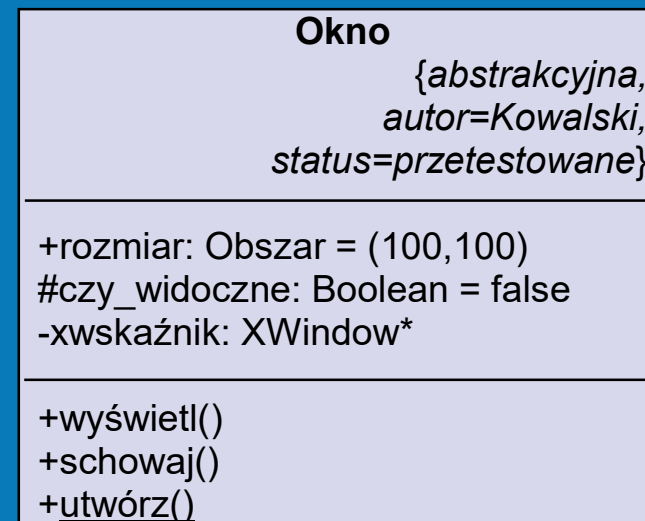 Okno
{abstrakcyjna,
autor=Kowalski,
status=przetestowane}
+rozmiar: Obszar = (100,100)
#czy_widoczne: Boolean = false
-xwskaźnik: XWindow*
+wyświetl()
+schowaj()
+utwórz()